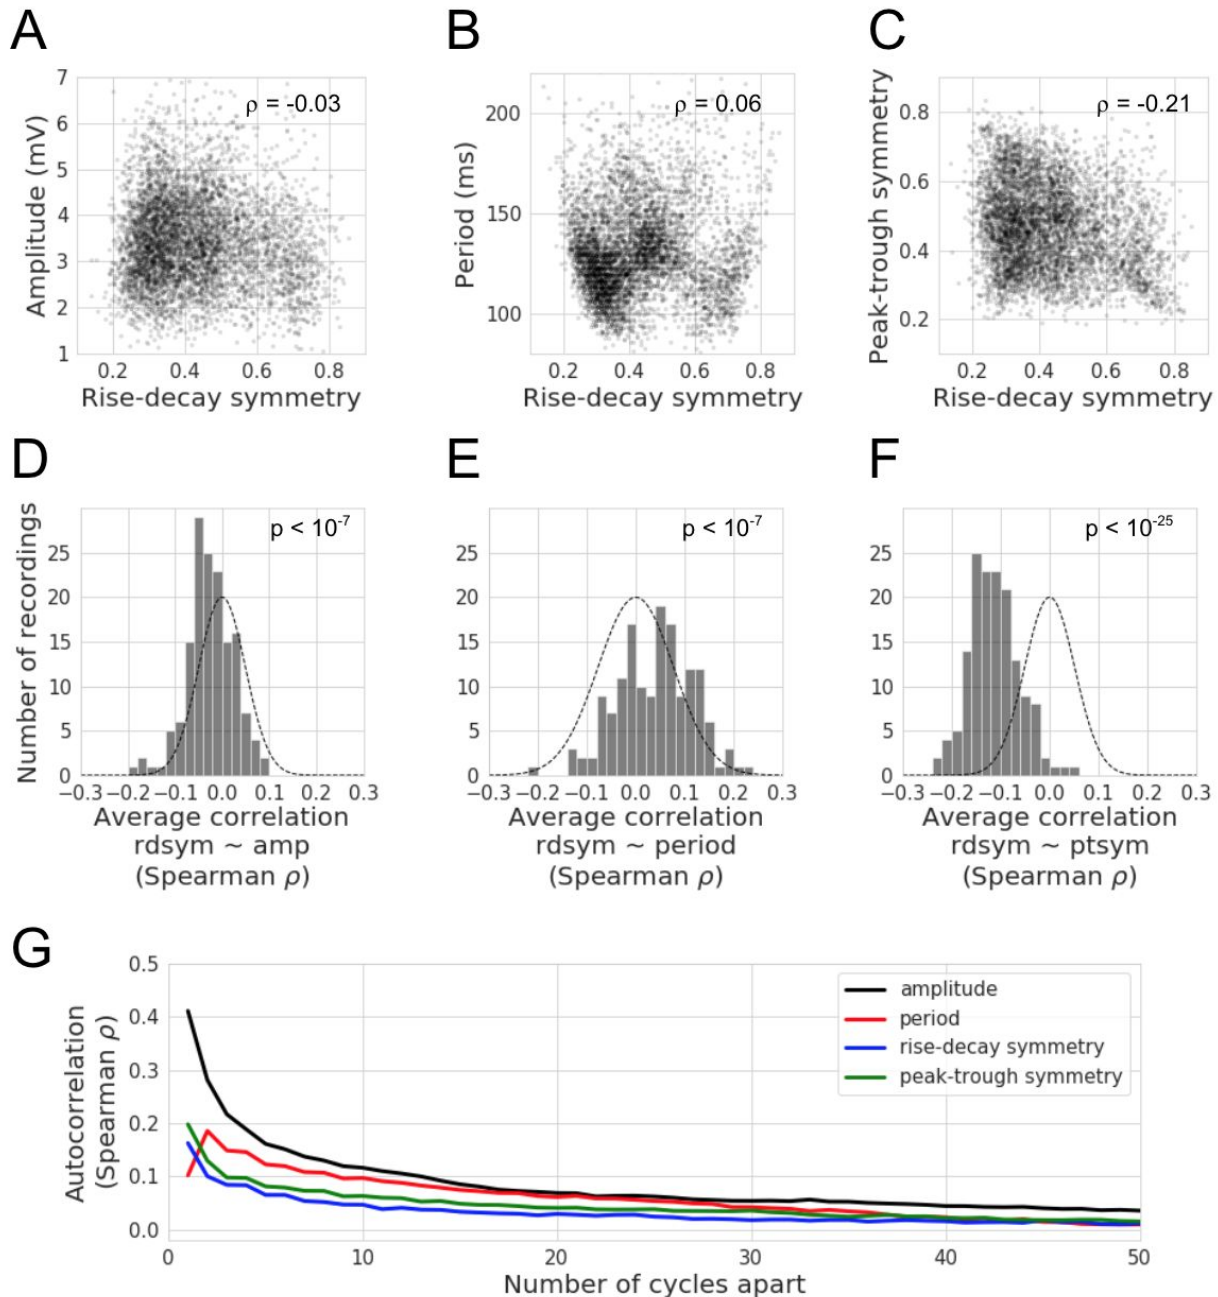 A
B
C
Amplitude (mV)
7
6
5
4
3
2
1
ρ = -0.03
0.2 0.4 0.6 0.8
Rise-decay symmetry
Period (ms)
200
150
100
ρ = 0.06
0.2 0.4 0.6 0.8
Rise-decay symmetry
Peak-trough symmetry
0.8
0.6
0.4
0.2
ρ = -0.21
0.2 0.4 0.6 0.8
Rise-decay symmetry
D
E
F
Number of recordings
25
20
15
10
5
0
p < 10-7
−0.3 −0.2 −0.1 0.0 0.1 0.2 0.3
Average correlation
rdsym ~ amp
(Spearman ρ)
25
20
15
10
5
0
p < 10-7
−0.3 −0.2 −0.1 0.0 0.1 0.2 0.3
Average correlation
rdsym ~ period
(Spearman ρ)
25
20
15
10
5
0
p < 10-25
−0.3 −0.2 −0.1 0.0 0.1 0.2 0.3
Average correlation
rdsym ~ ptsym
(Spearman ρ)
G
Autocorrelation
(Spearman ρ)
0.5
0.4
0.3
0.2
0.1
0.0
amplitude
period
rise-decay symmetry
peak-trough symmetry
0 10 20 30 40 50
Number of cycles apart